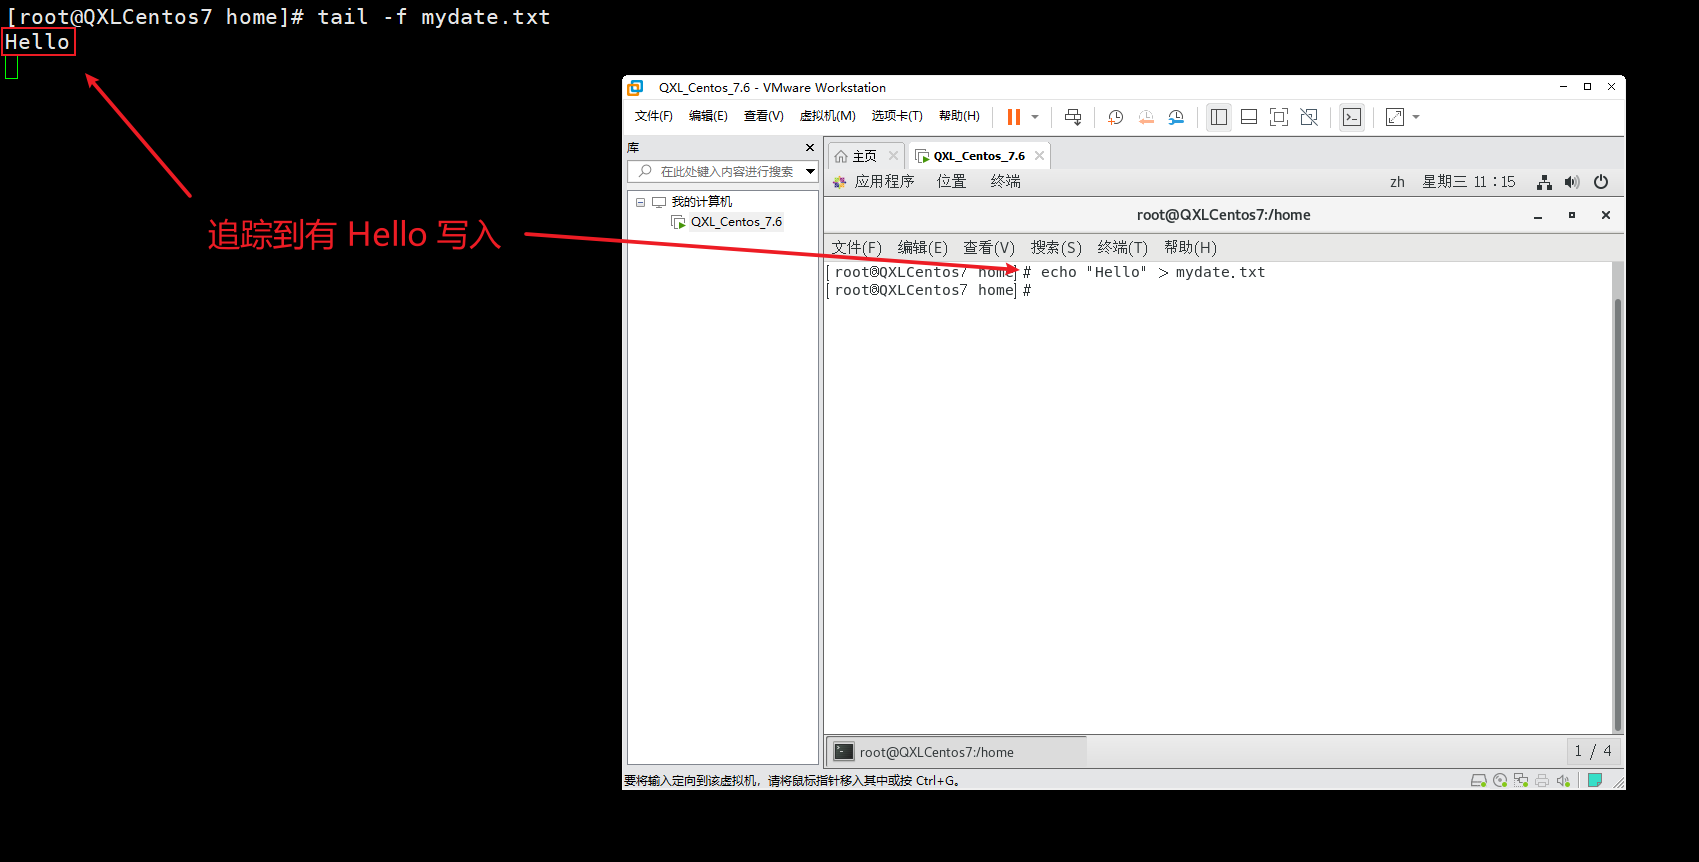 [root@QXLCentos7 home]# tail -f mydate.txt
Hello
追踪到有 Hello 写入
QXL_Centos_7.6 - VMware Workstation
文件(F) 编辑(E) 查看(V) 虚拟机(M) 选项卡(T) 帮助(H)
库
在此处键入内容进行搜索
我的计算机
QXL_Centos_7.6
主页 QXL_Centos_7.6
应用程序 位置 终端 zh 星期三 11:15
root@QXLCentos7:/home
文件(F) 编辑(E) 查看(V) 搜索(S) 终端(T) 帮助(H)
[root@QXLCentos7 home]# echo "Hello" > mydate.txt
[root@QXLCentos7 home]#
root@QXLCentos7:/home 1 / 4
要将输入定向到该虚拟机，请将鼠标指针移入其中或按 Ctrl+G。